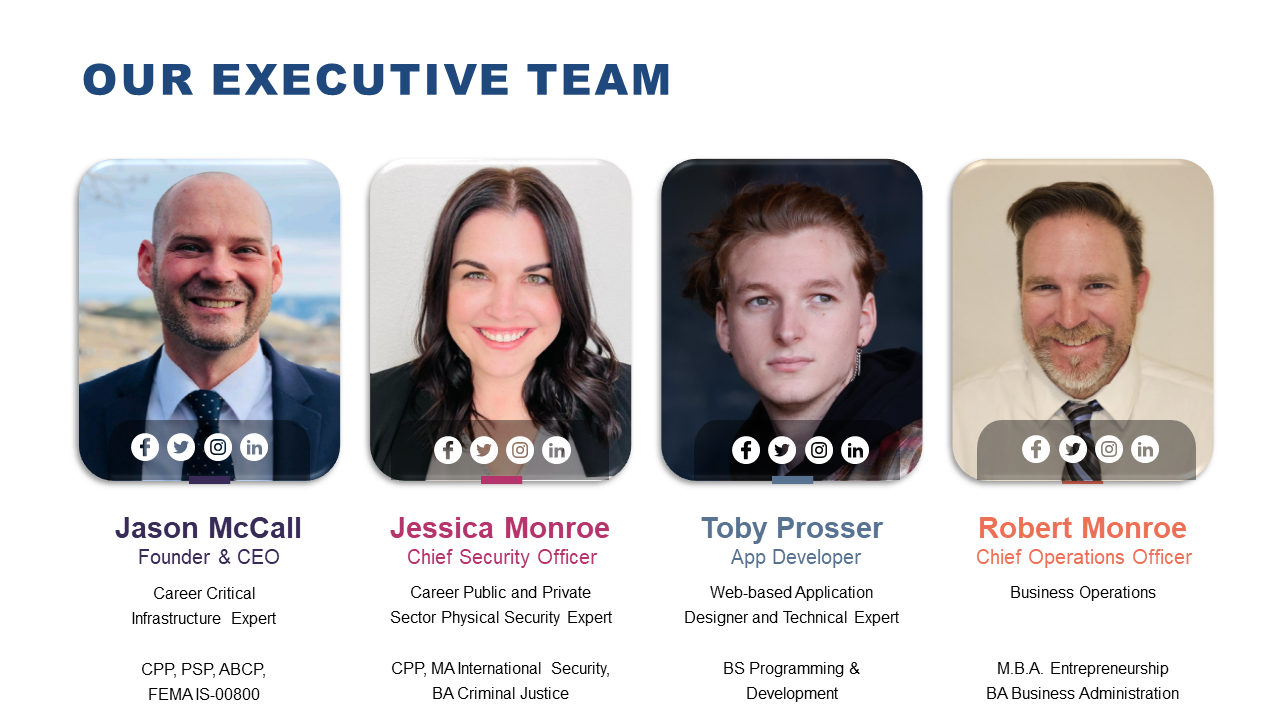 OUR EXECUTIVE TEAM
Jason McCall
Founder & CEO
Career Critical
Infrastructure Expert
CPP, PSP, ABCP,
FEMA IS-00800
Jessica Monroe
Chief Security Officer
Career Public and Private
Sector Physical Security Expert
CPP, MA International Security,
BA Criminal Justice
Toby Prosser
App Developer
Web-based Application
Designer and Technical Expert
BS Programming &
Development
Robert Monroe
Chief Operations Officer
Business Operations
M.B.A. Entrepreneurship
BA Business Administration